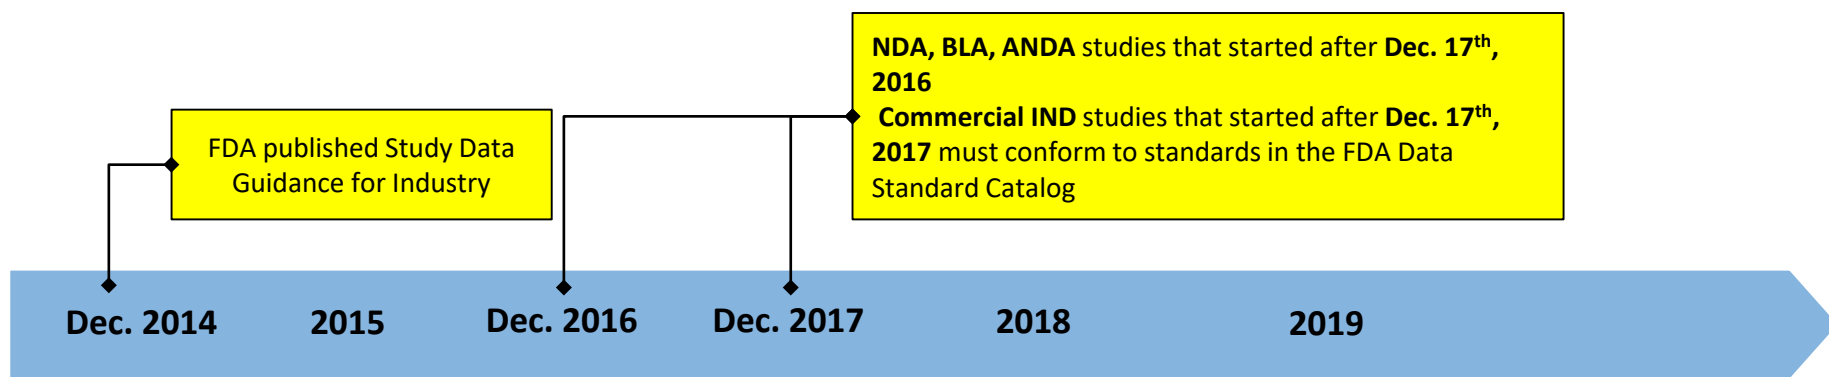 NDA, BLA, ANDA studies that started after Dec. 17th,
2016
Commercial IND studies that started after Dec. 17th,
2017 must conform to standards in the FDA Data
Standard Catalog
FDA published Study Data
Guidance for Industry
Dec. 2014 2015 Dec. 2016 Dec. 2017 2018 2019